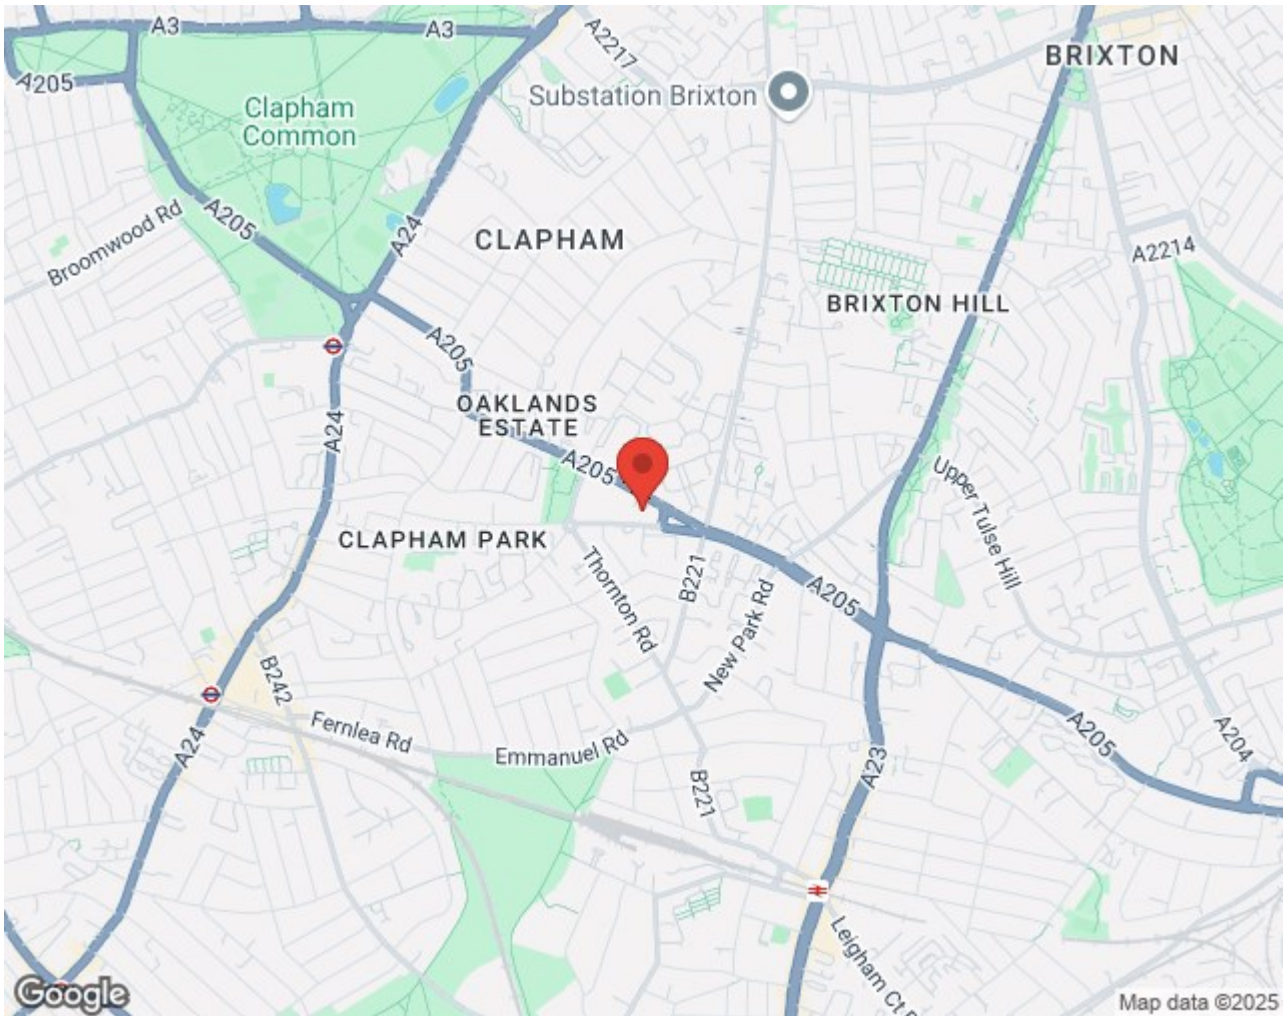 A3
A3
A2217
BRIXTON
A205
Substation Brixton
Clapham
Common
Broomwood Rd
A205
A24
CLAPHAM
A2214
BRIXTON HILL
A205
A24
OAKLANDS
ESTATE
A205
Upper Tulse Hill
CLAPHAM PARK
Thornton Rd
B221
New Park Rd
A205
B242
Fernlea Rd
Emmanuel Rd
A24
B221
A23
A205
A204
Leigham Ct
Google
Map data ©2025